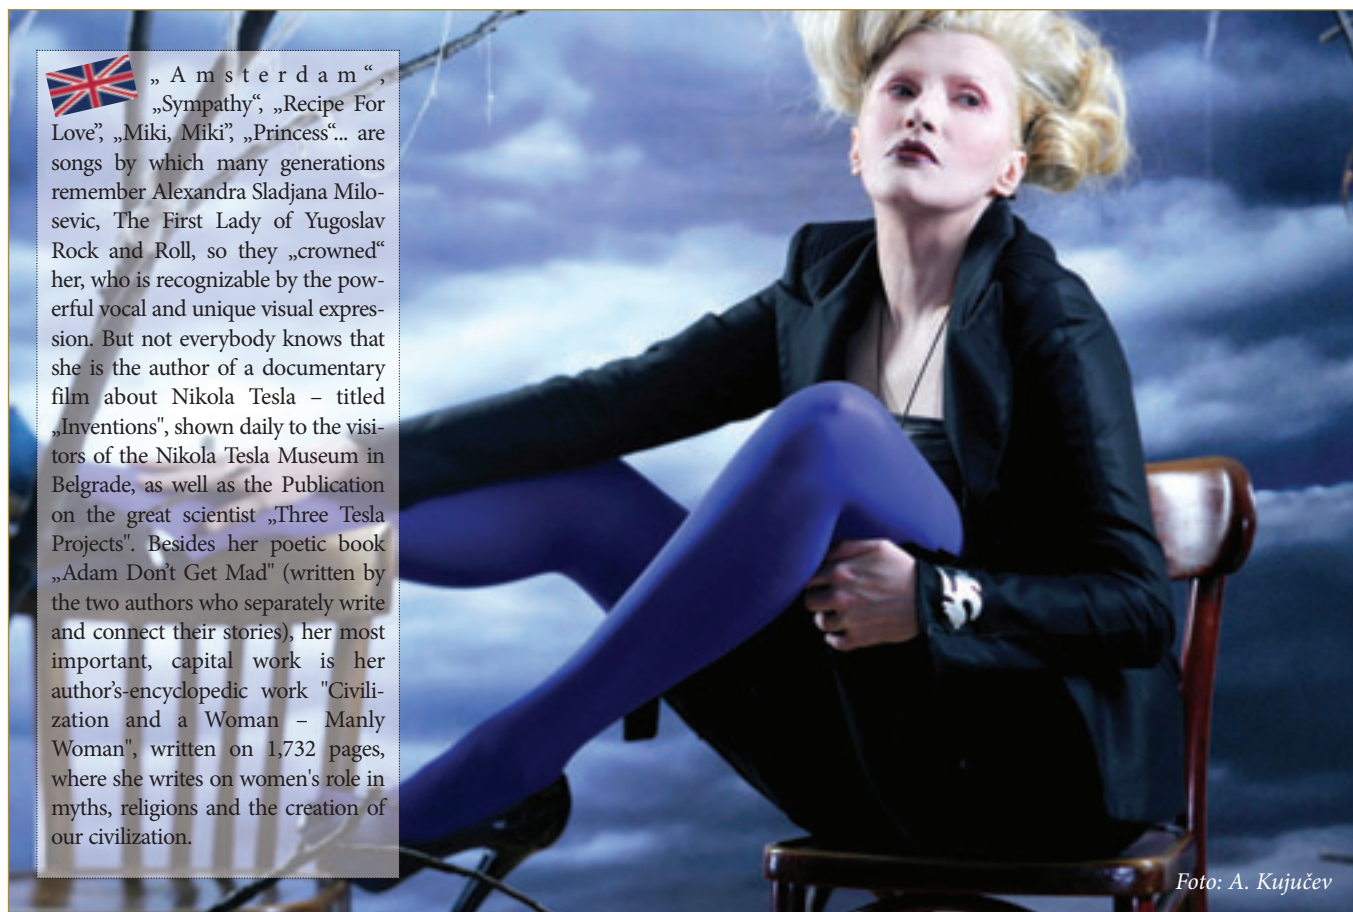 „Amsterdam“,
„Sympathy“, „Recipe For
Love”, „Miki, Miki”, „Princess“... are
songs by which many generations
remember Alexandra Sladjana Milo-
sevic, The First Lady of Yugoslav
Rock and Roll, so they „crowned“
her, who is recognizable by the pow-
erful vocal and unique visual expres-
sion. But not everybody knows that
she is the author of a documentary
film about Nikola Tesla – titled
„Inventions", shown daily to the visi-
tors of the Nikola Tesla Museum in
Belgrade, as well as the Publication
on the great scientist „Three Tesla
Projects". Besides her poetic book
„Adam Don’t Get Mad" (written by
the two authors who separately write
and connect their stories), her most
important, capital work is her
author’s-encyclopedic work "Civili-
zation and a Woman – Manly
Woman", written on 1,732 pages,
where she writes on women's role in
myths, religions and the creation of
our civilization.
Foto: A. Kujučev